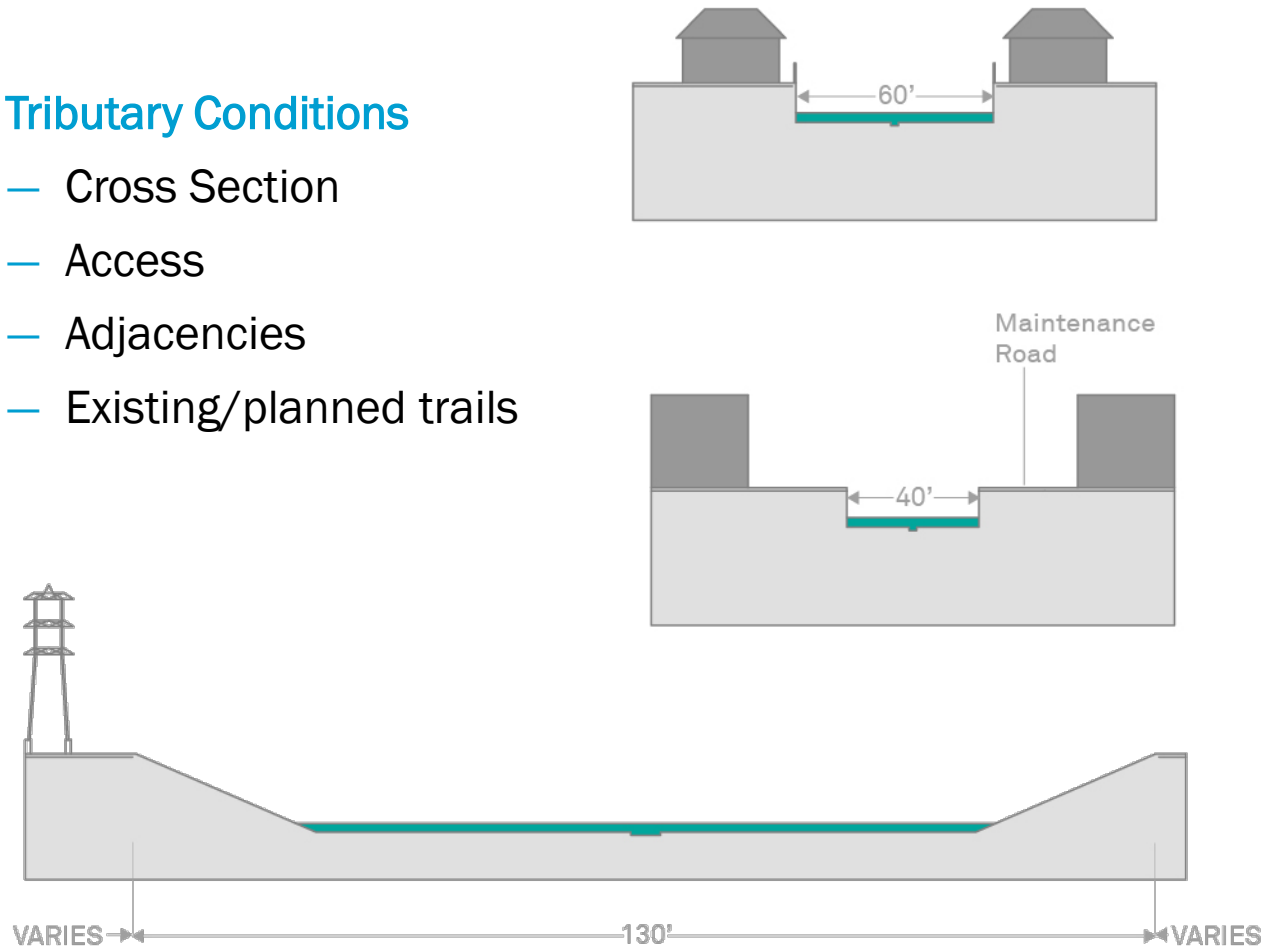 Tributary Conditions
— Cross Section
— Access
— Adjacencies
— Existing/planned trails
60’
Maintenance
Road
40’
VARIES
130’
VARIES